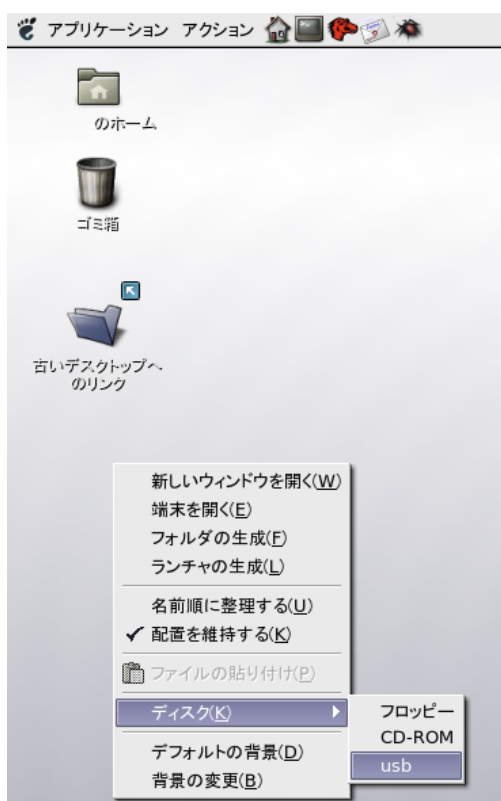 アプリケーション アクション
のホーム
ゴミ箱
古いデスクトップへ
のリンク
新しいウィンドウを開く(W)
端末を開く(E)
フォルダの生成(F)
ランチャの生成(L)
名前順に整理する(U)
配置を維持する(K)
ファイルの貼り付け(P)
ディスク(K)
フロッピー
CD-ROM
usb
デフォルトの背景(D)
背景の変更(B)